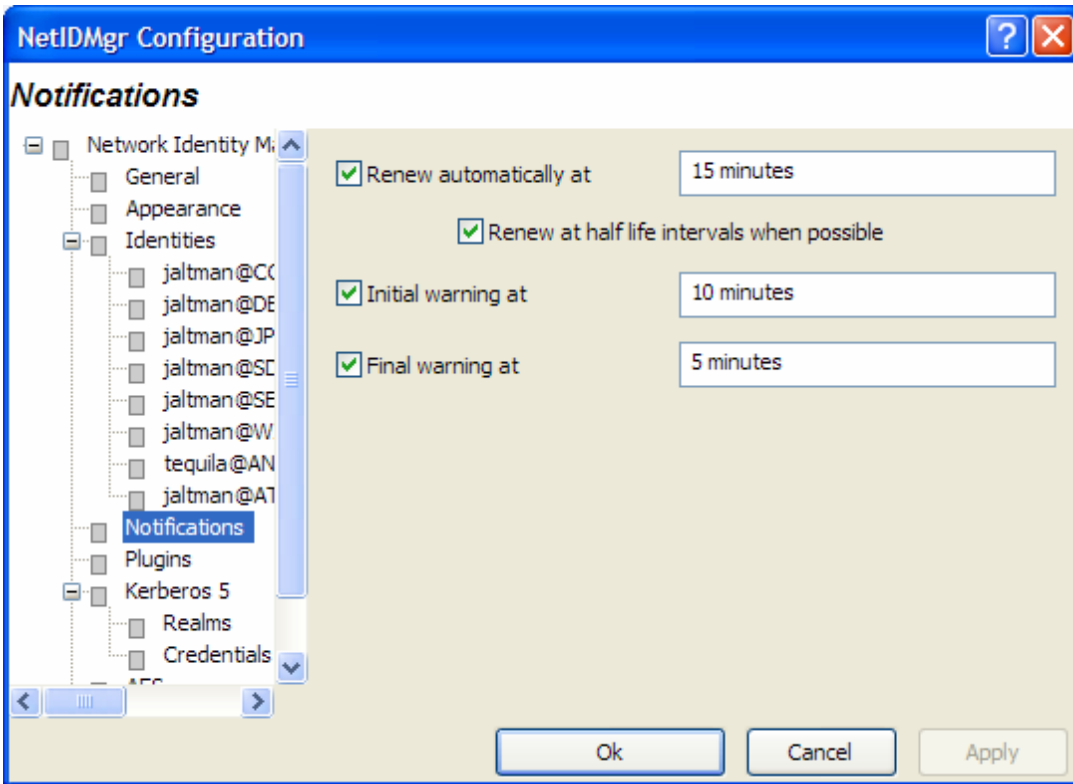 NetIDMgr Configuration
Notifications
Network Identity Ma
General
Appearance
Identities
jaltman@CO
jaltman@DE
jaltman@JP
jaltman@SD
jaltman@SE
jaltman@W
tequila@AN
jaltman@AT
Notifications
Plugins
Kerberos 5
Realms
Credentials
Renew automatically at
15 minutes
Renew at half life intervals when possible
Initial warning at
10 minutes
Final warning at
5 minutes
Ok
Cancel
Apply